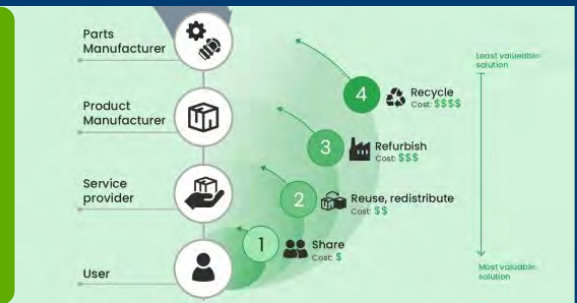 Parts
Manufacturer
Product
Manufacturer
Service
provider
User
4
Recycle
Cost: $$$$
3
Refurbish
Cost: $$$
2
Reuse, redistribute
Cost: $$
1
Share
Cost: $
Least valueable
solution
Most valuable
solution